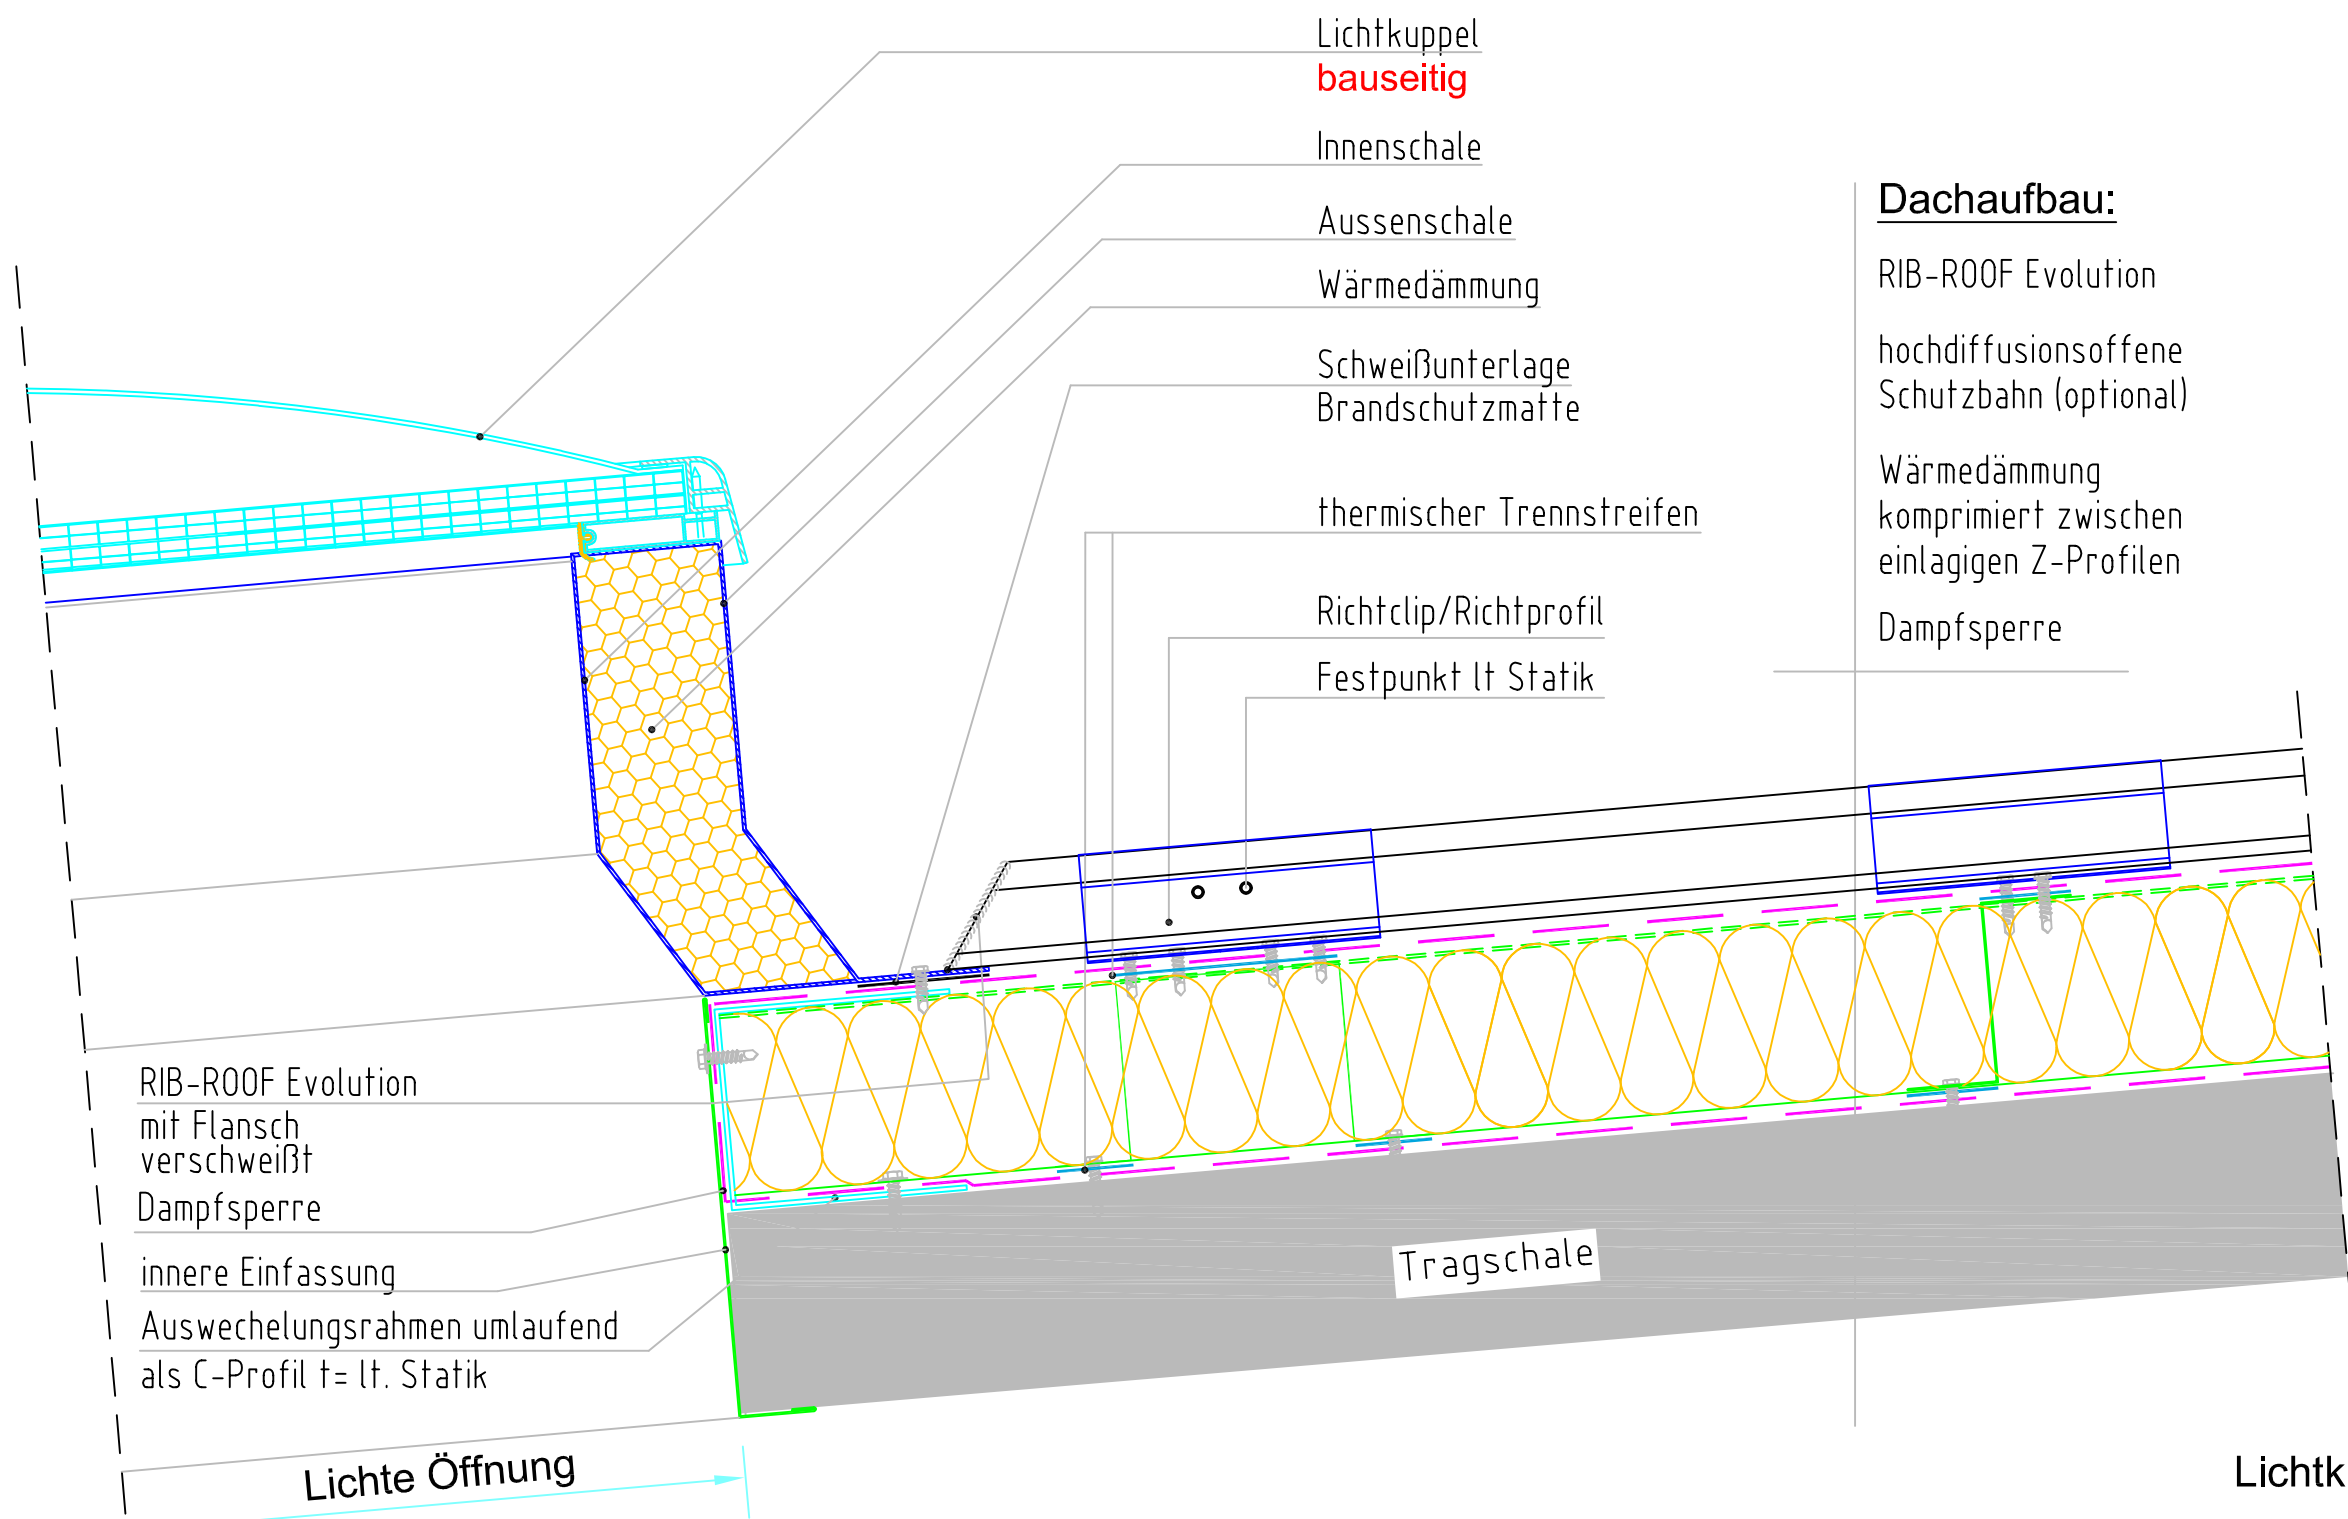 Lichtkuppel
bauseitig
Innenschale
Aussenschale
Wärmedämmung
Schweißunterlage
Brandschutzmatte
thermischer Trennstreifen
Richtclip/Richtprofil
Festpunkt lt Statik
Dachaufbau:
RIB-ROOF Evolution
hochdiffusionsoffene
Schutzbahn (optional)
Wärmedämmung
komprimiert zwischen
einlagigen Z-Profilen
Dampfsperre
RIB-ROOF Evolution
mit Flansch
verschweißt
Dampfsperre
innere Einfassung
Auswechelungsrahmen umlaufend
als C-Profil t= lt. Statik
Tragschale
Lichte Öffnung
Lichtk